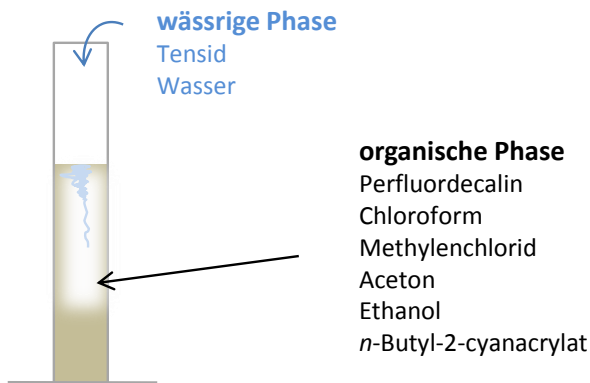 wässrige Phase
Tensid
Wasser
organische Phase
Perfluordecalin
Chloroform
Methylenchlorid
Aceton
Ethanol
n-Butyl-2-cyanacrylat